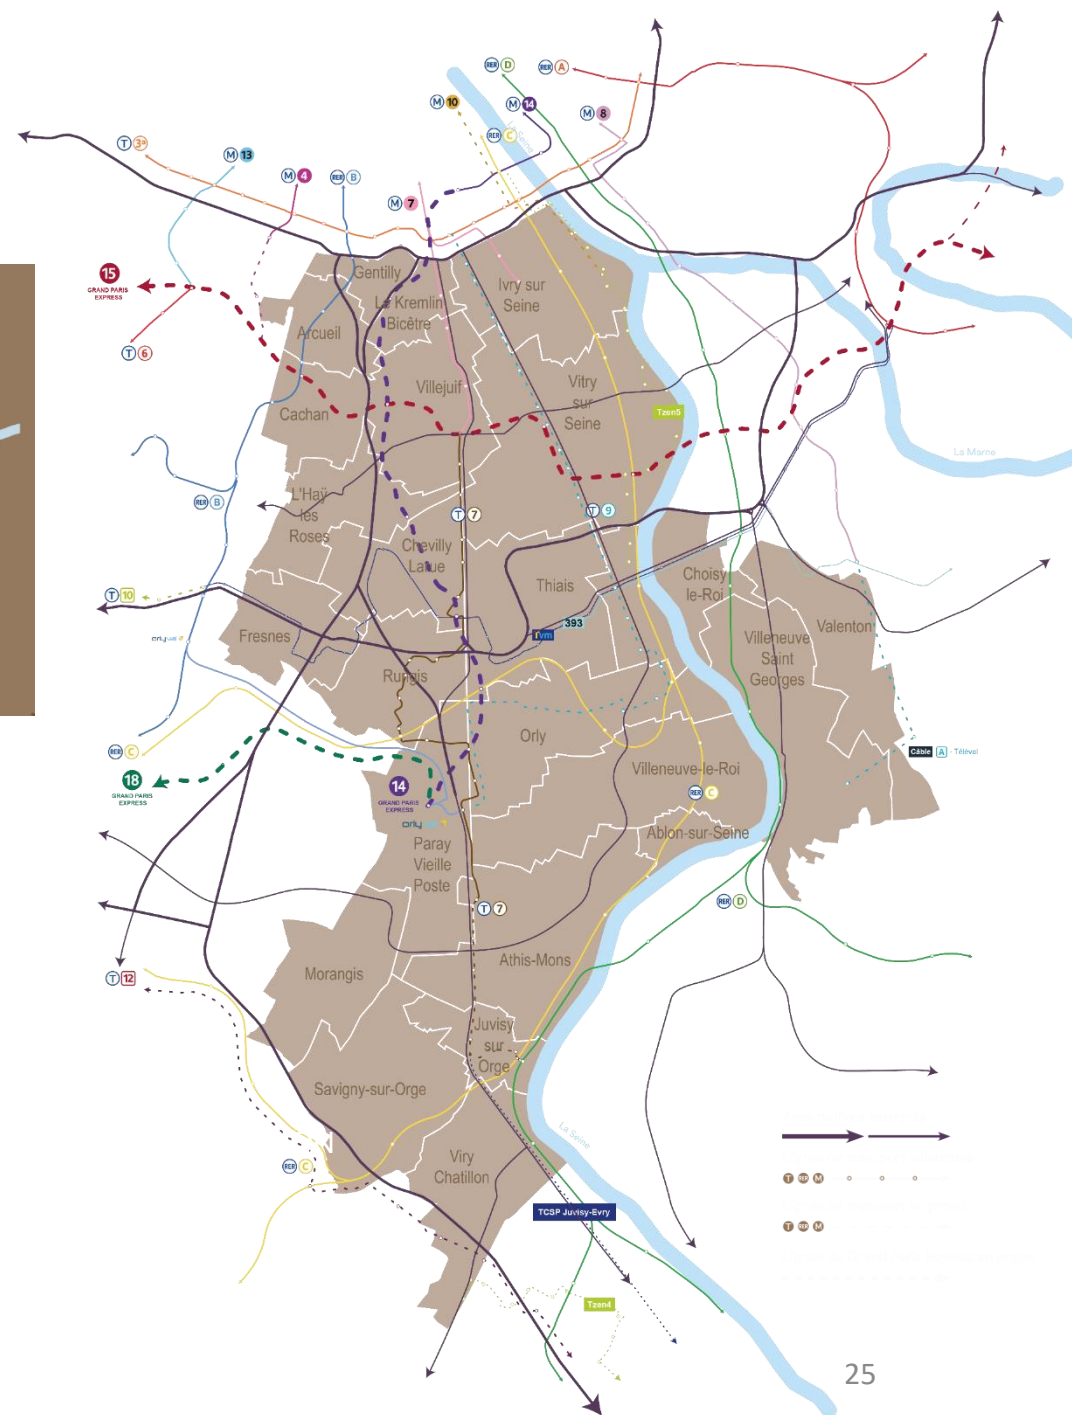 RER D
RER A
M 10
M 14
M 8
RER C
La Seine
T 3a
M 13
M 4
RER B
M 7
15
GRAND PARIS
EXPRESS
Gentilly
Le Kremlin
Bicêtre
Ivry sur
Seine
Arcueil
T 6
Villejuif
Vitry
sur
Seine
Cachan
Tzen5
La Marne
L'Haÿ
les
Roses
RER B
T 7
T 9
Chevilly
Larue
Thiais
Choisy
le-Roi
T 10
393
Fresnes
Valenton
Villeneuve
Saint
Georges
Rungis
Orly
RER C
Câble A - Téléval
Villeneuve-le-Roi
18
GRAND PARIS
EXPRESS
14
GRAND PARIS
EXPRESS
RER C
Ablon-sur-Seine
Paray
Vieille
Poste
T 7
RER D
Athis-Mons
Morangis
T 12
Juvisy
sur
Orge
Savigny-sur-Orge
La Seine
Viry
Chatillon
RER C
T RER M
TCSP Juvisy-Evry
T RER M
Tzen4
25